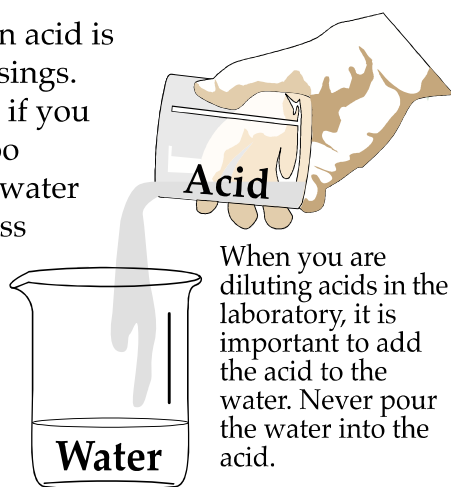 n acid is
sings.
if you
oo
water
ss
Acid
When you are
diluting acids in the
laboratory, it is
important to add
the acid to the
water. Never pour
the water into the
acid.
Water